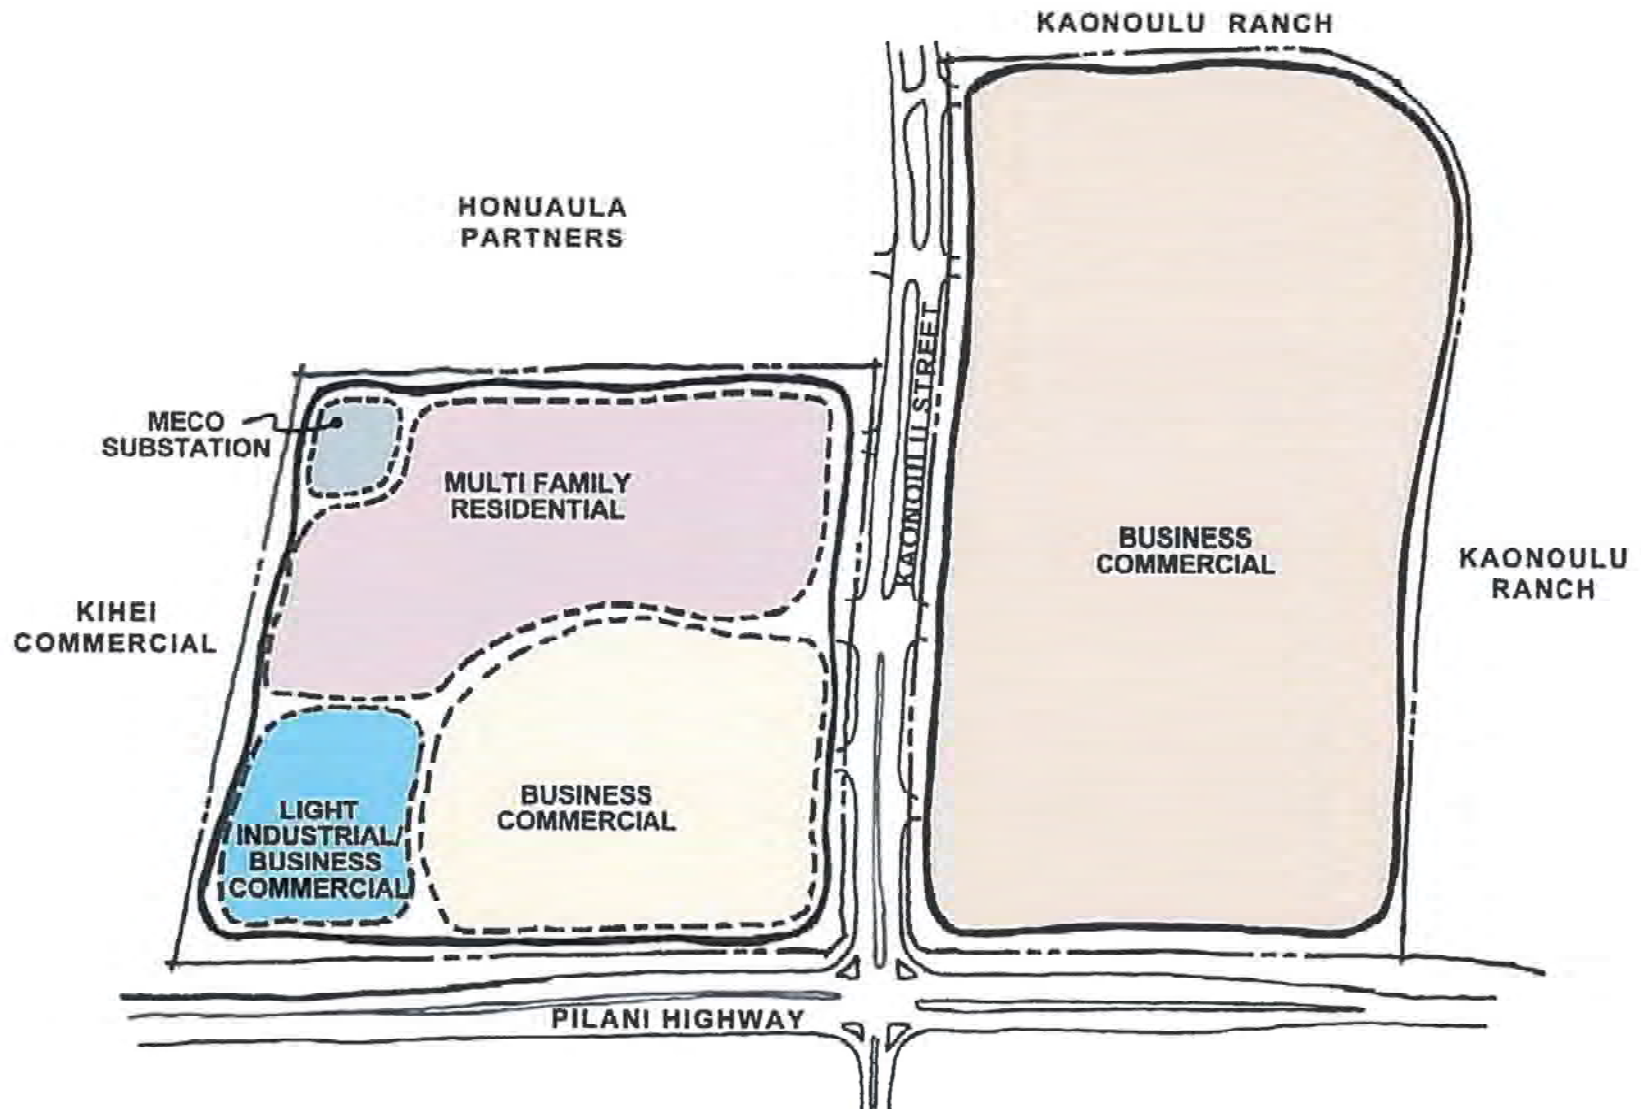 KAONOULU RANCH
HONUAULA
PARTNERS
MECO
SUBSTATION
MULTI FAMILY
RESIDENTIAL
STREET
BUSINESS
COMMERCIAL
KAONOULU
RANCH
KIHEI
COMMERCIAL
LIGHT
INDUSTRIAL/
BUSINESS
COMMERCIAL
BUSINESS
COMMERCIAL
PILANI HIGHWAY